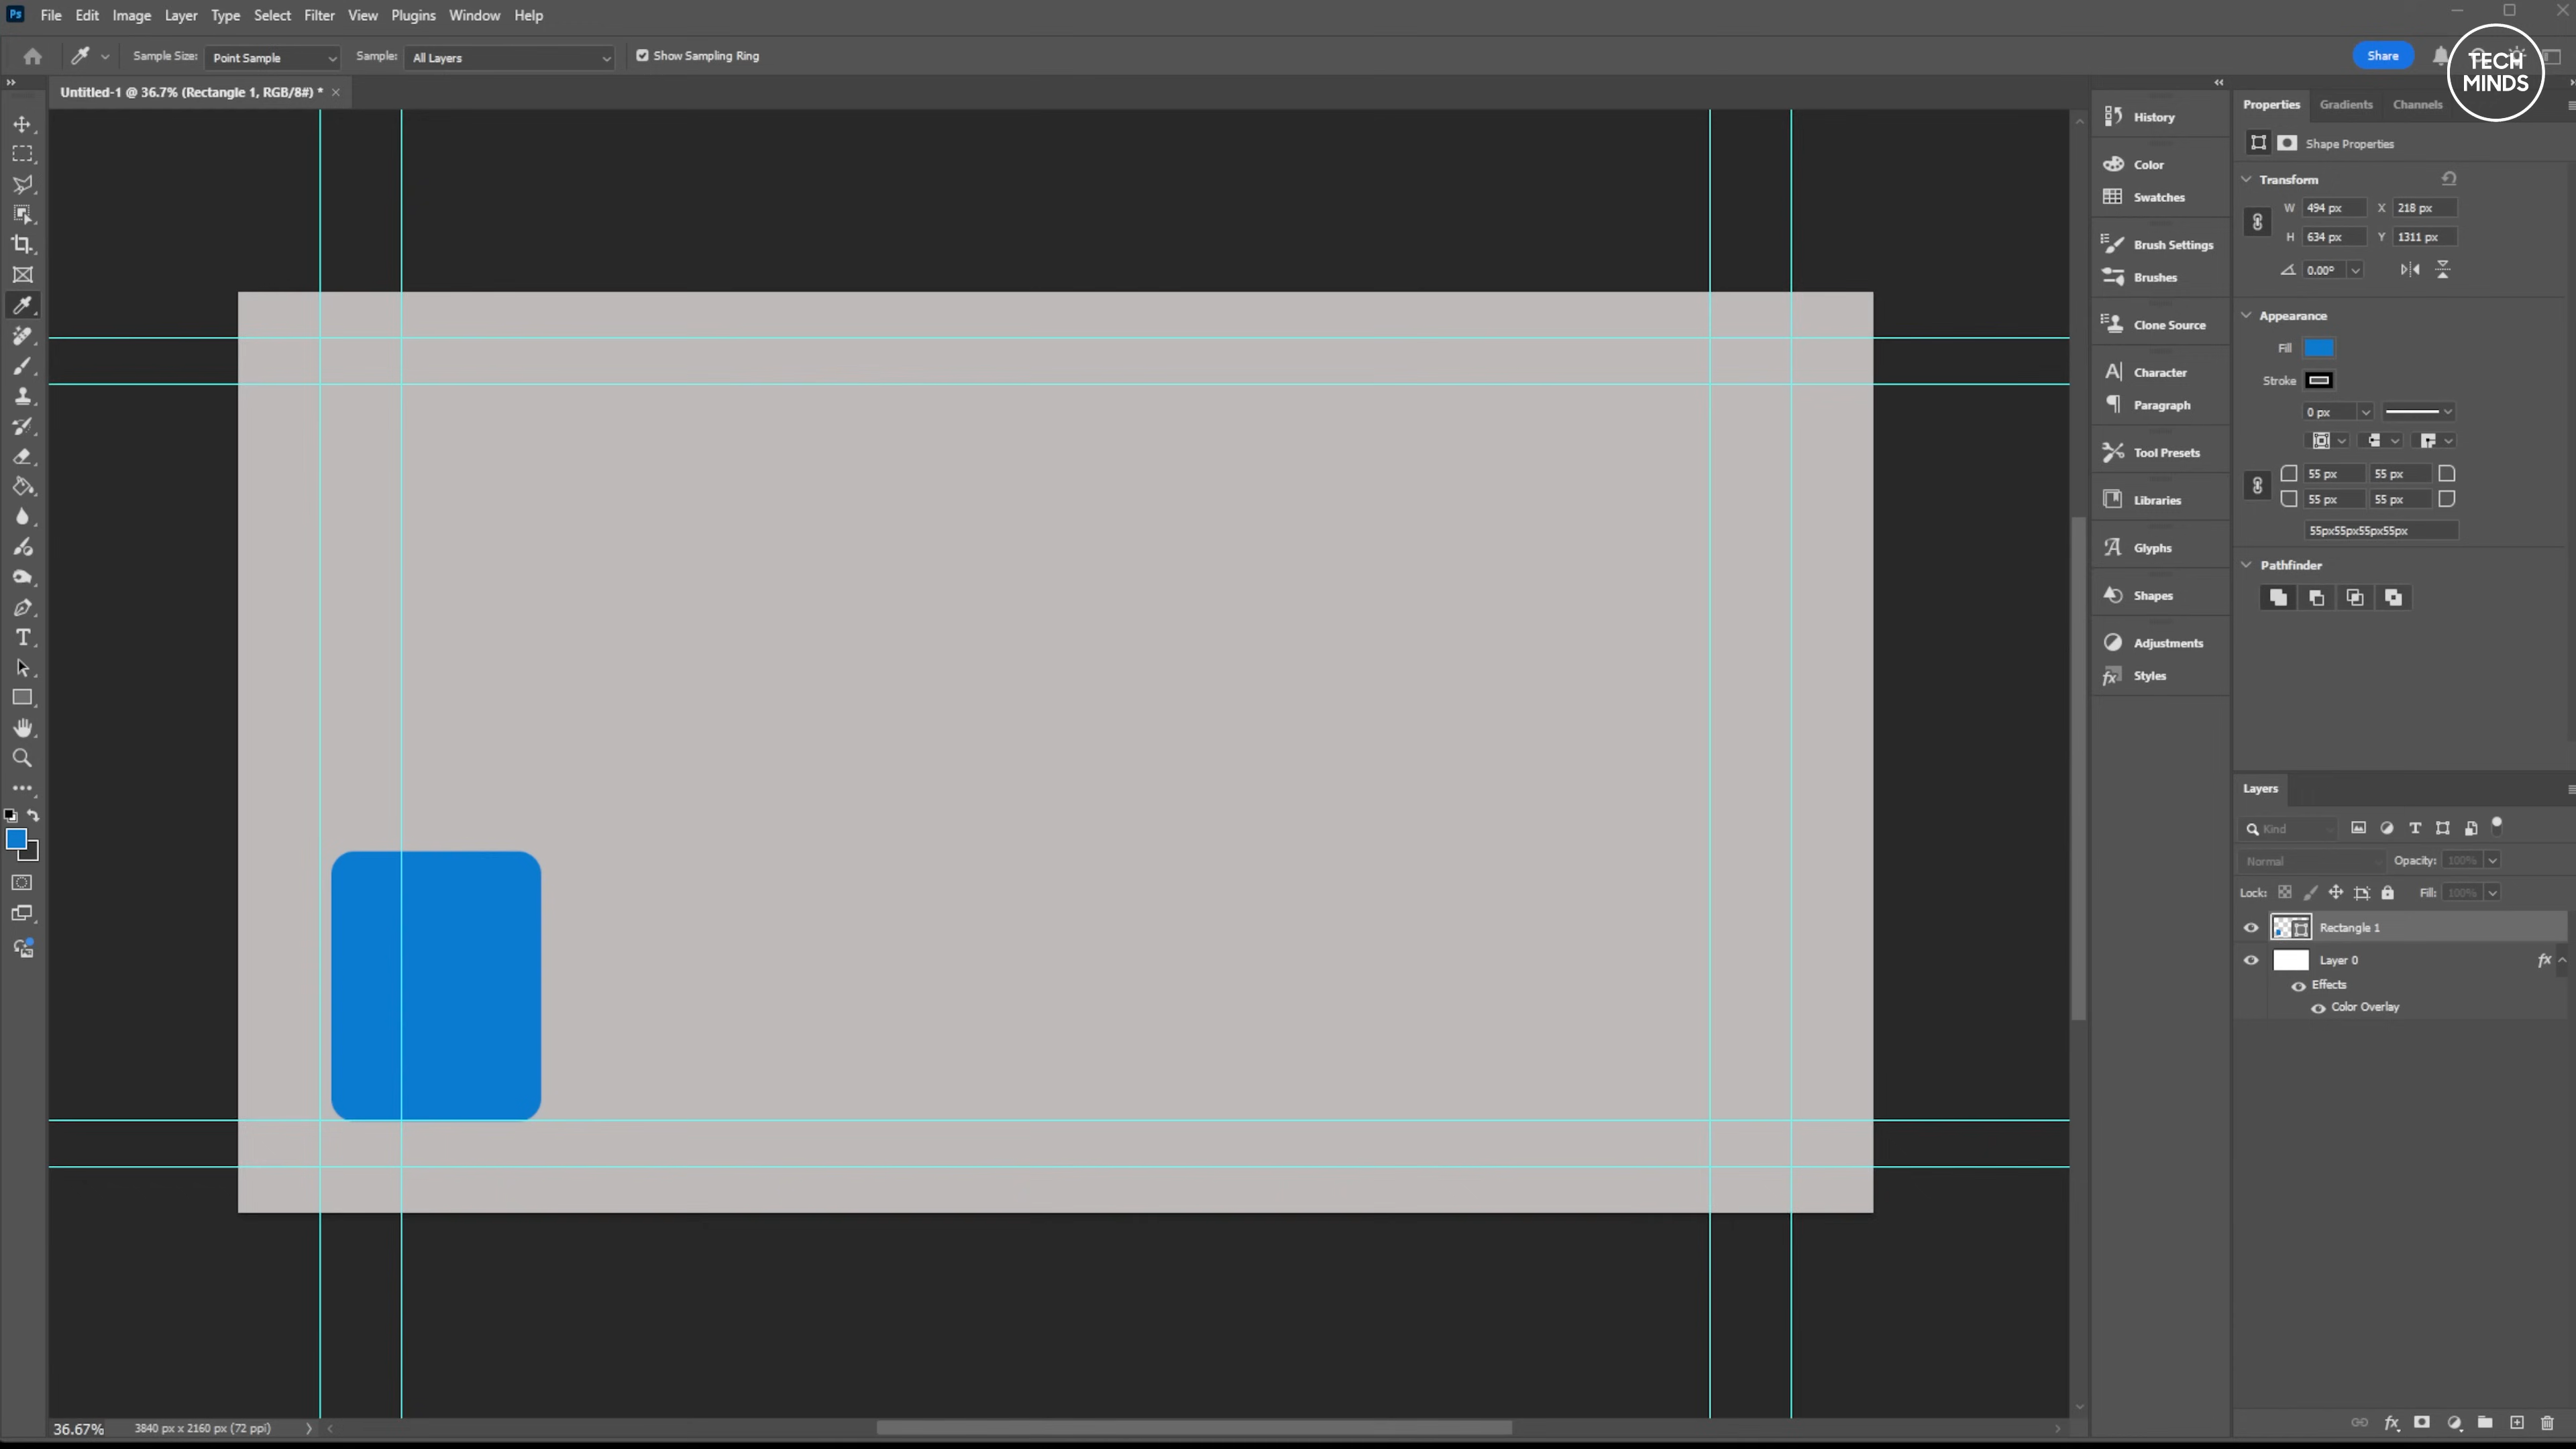 Ps File Edit Image Layer Type Select Filter View Plugins Window Help
Sample Size: Point Sample Sample: All Layers Show Sampling Ring Share
TECH
MINDS
Untitled-1 @ 36.7% (Rectangle 1, RGB/8#) * ×
History
Color
Swatches
Brush Settings
Brushes
Clone Source
Character
Paragraph
Tool Presets
Libraries
Glyphs
Shapes
Adjustments
Styles
Properties Gradients Channels
Shape Properties
Transform
W 494 px X 218 px
H 634 px Y 1311 px
0.00°
Appearance
Fill
Stroke
0 px
55 px 55 px
55 px 55 px
55px55px55px55px
Pathfinder
Layers
Kind
Normal Opacity: 100%
Lock: Fill: 100%
Rectangle 1
Layer 0 fx
Effects
Color Overlay
36.67% 3840 px x 2160 px (72 ppi)